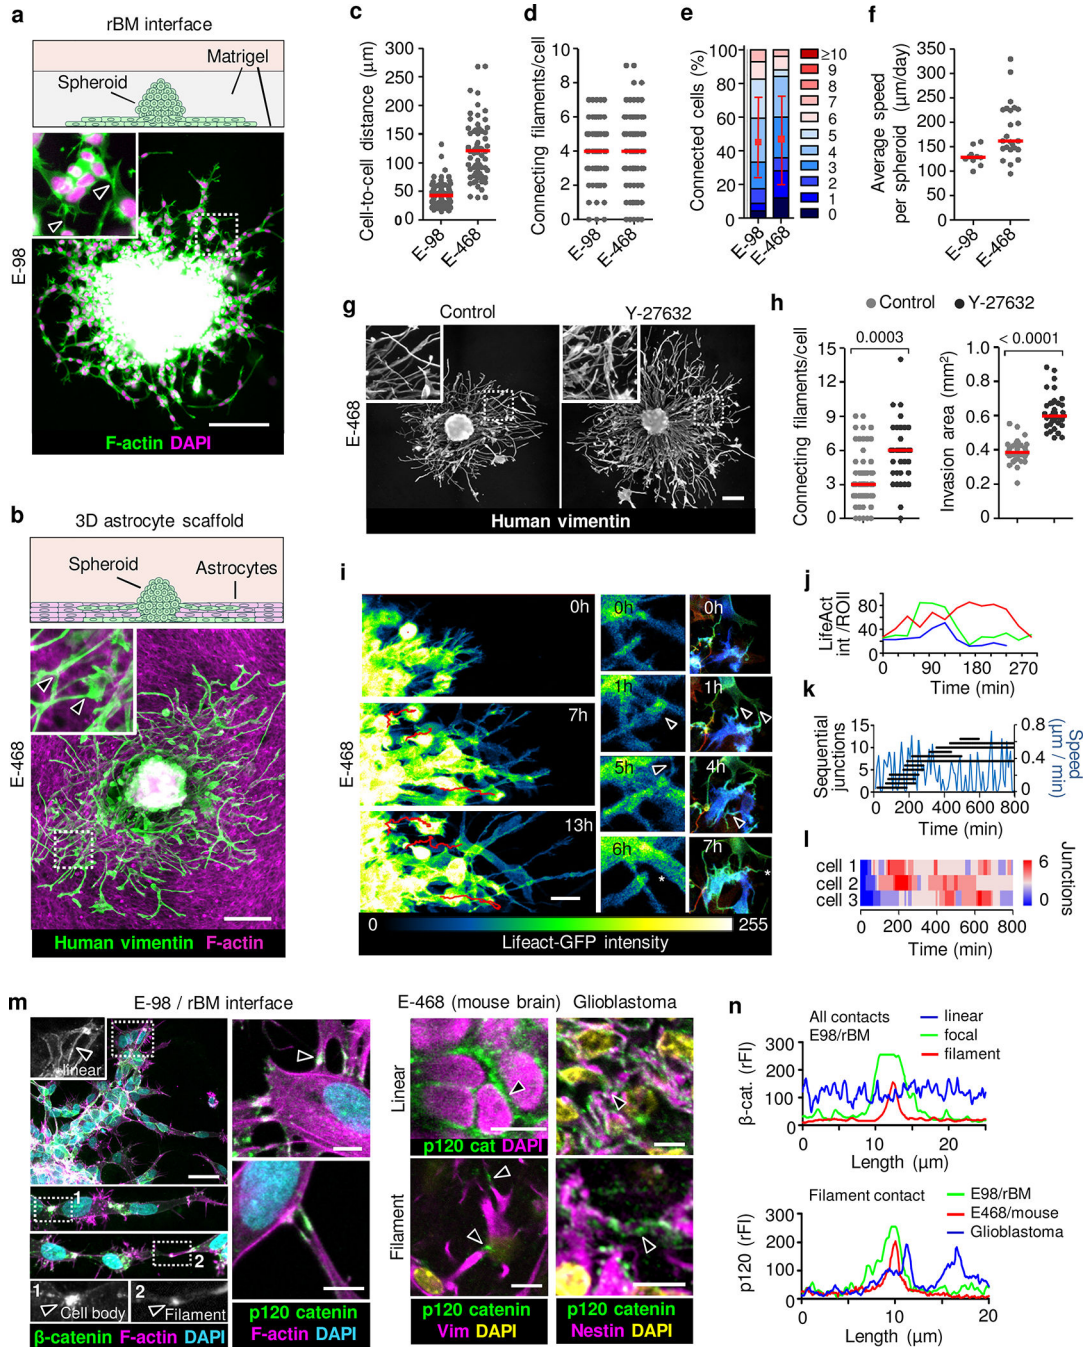 a
rBM interface
Matrigel
Spheroid
E-98
F-actin DAPI
b
3D astrocyte scaffold
Spheroid
Astrocytes
E-468
Human vimentin F-actin
c
Cell-to-cell distance (µm)
300
250
200
150
100
50
0 0
E-98
E-468
d
Connecting filaments/cell
10
8
6
4
2
0
E-98
E-468
e
Connected cells (%)
100
80
60
40
20
0
E-98
E-468
≥10
9
8
7
6
5
4
3
2
1
0
f
Average speed
per spheroid (µm/day)
350
300
250
200
150
100
50
0
E-98
E-468
g
Control
Y-27632
E-468
Human vimentin
h
Control
Y-27632
0.0003
Connecting filaments/cell
15
12
9
6
3
0
< 0.0001
Invasion area (mm²)
1.0
0.8
0.6
0.4
0.2
0
i
E-468
0h
7h
13h
0h
1h
5h
6h
*
0h
1h
4h
7h
*
0
255
Lifeact-GFP intensity
j
LifeAct
int /ROII
80
40
0
0
90
180
270
Time (min)
k
Sequential
junctions
15
10
5
0
0.8
0.4
0
Speed
(µm / min)
0 200 400 600 800
Time (min)
l
cell 1
cell 2
cell 3
6
0
Junctions
0 200 400 600 800
Time (min)
m
E-98 / rBM interface
linear
1
2
1
Cell body
2
Filament
β-catenin F-actin DAPI
p120 catenin
F-actin DAPI
E-468 (mouse brain)
Glioblastoma
Linear
p120 cat DAPI
Filament
p120 catenin
Vim DAPI
p120 catenin
Nestin DAPI
n
All contacts
E98/rBM
linear
focal
filament
β-cat. (rFI)
300
200
100
0
0
10
20
Length (µm)
Filament contact
E98/rBM
E468/mouse
Glioblastoma
p120 (rFI)
300
200
100
0
0
10
20
Length (µm)